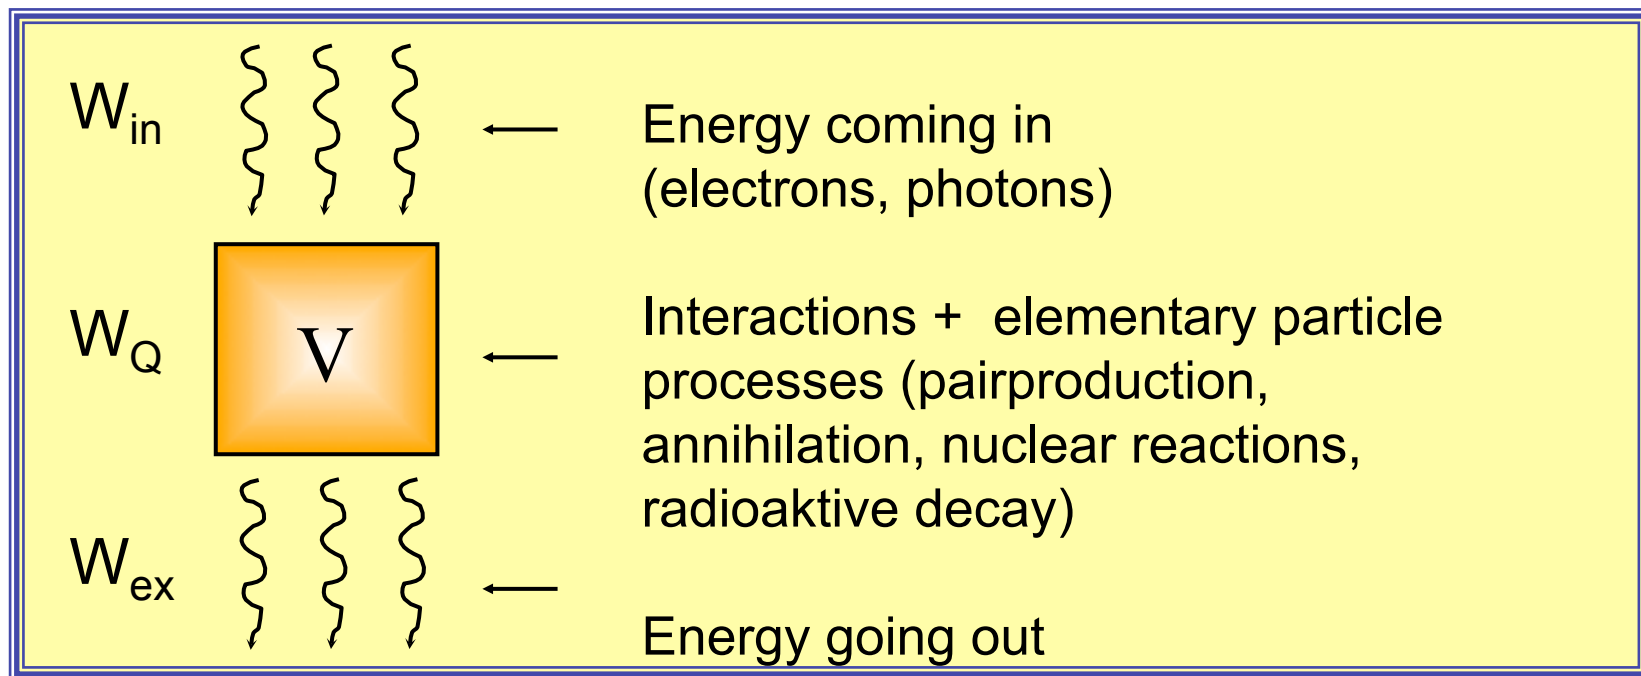 W_in
Energy coming in
(electrons, photons)
W_Q
V
Interactions + elementary particle
processes (pairproduction,
annihilation, nuclear reactions,
radioaktive decay)
W_ex
Energy going out